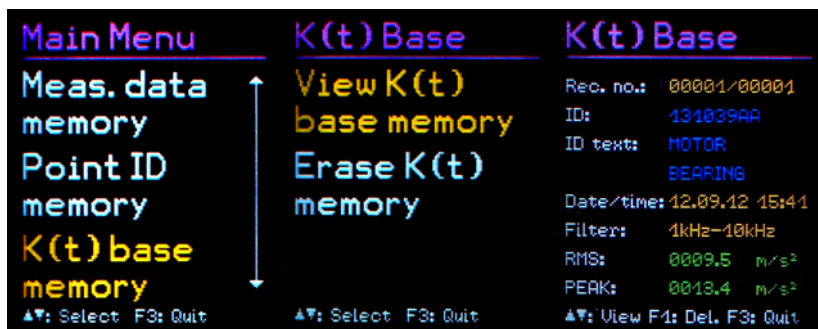 Main Menu
Meas. data
memory
Point ID
memory
K(t) base
memory
▲▼: Select F3: Quit
K(t) Base
View K(t)
base memory
Erase K(t)
memory
▲▼: Select F3: Quit
K(t) Base
Rec. no.: 00001/00001
ID: 131039AA
ID text: MOTOR
BEARING
Date/time: 12.09.12 15:41
Filter: 1kHz-10kHz
RMS: 0009.5 m/s²
PEAK: 0013.4 m/s²
▲▼: View F1: Del. F3: Quit